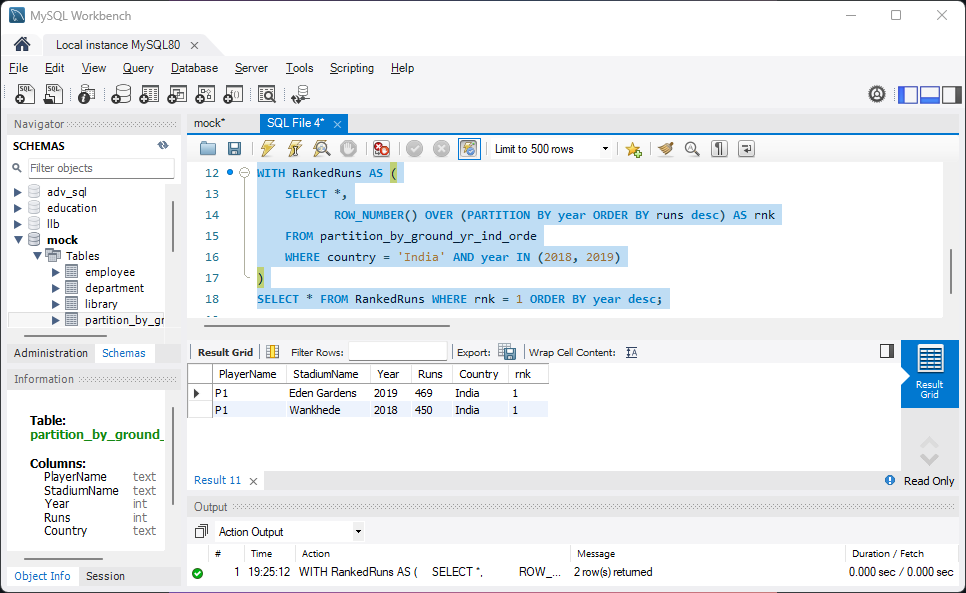 MySQL Workbench
Local instance MySQL80
File Edit View Query Database Server Tools Scripting Help
Navigator
SCHEMAS
Filter objects
adv_sql
education
llb
mock
Tables
employee
department
library
partition_by_gr
Administration Schemas
Information
Table:
partition_by_ground_
Columns:
PlayerName text
StadiumName text
Year int
Runs int
Country text
Object Info Session
mock* SQL File 4*
Limit to 500 rows
12 WITH RankedRuns AS (
13 SELECT *,
14 ROW_NUMBER() OVER (PARTITION BY year ORDER BY runs desc) AS rnk
15 FROM partition_by_ground_yr_ind_orde
16 WHERE country = 'India' AND year IN (2018, 2019)
17 )
18 SELECT * FROM RankedRuns WHERE rnk = 1 ORDER BY year desc;
Result Grid Filter Rows: Export: Wrap Cell Content:
PlayerName StadiumName Year Runs Country rnk
P1 Eden Gardens 2019 469 India 1
P1 Wankhede 2018 450 India 1
Result Grid
Result 11 Read Only
Output
Action Output
# Time Action Message Duration / Fetch
1 19:25:12 WITH RankedRuns AS ( SELECT *, ROW_... 2 row(s) returned 0.000 sec / 0.000 sec